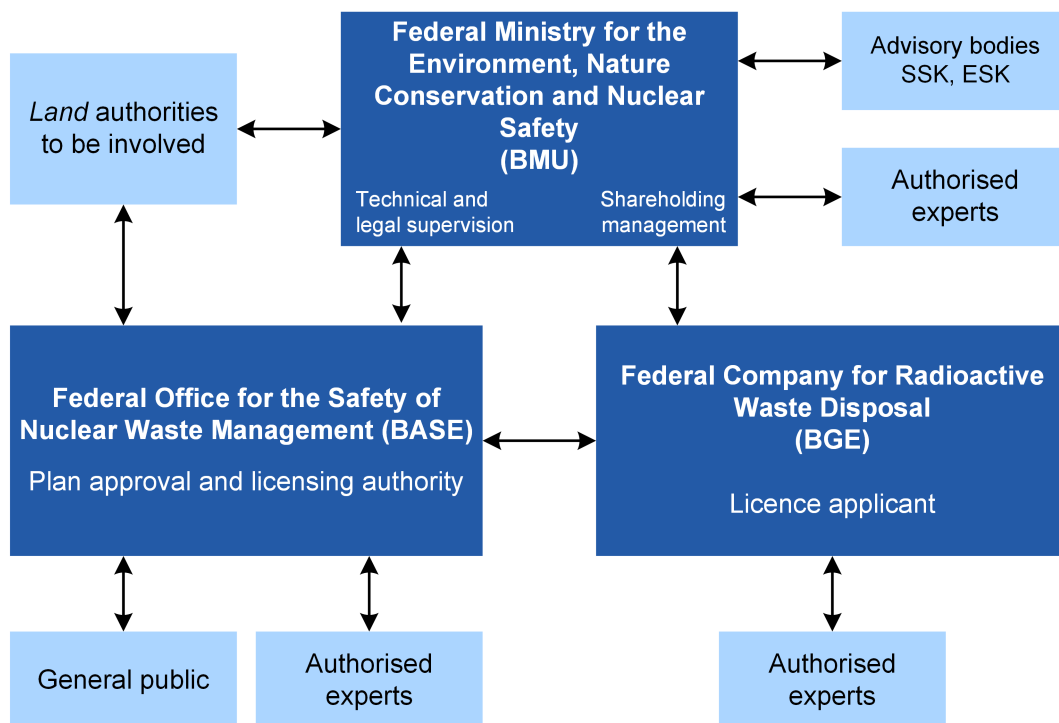 Federal Ministry for the
Environment, Nature
Conservation and Nuclear
Safety
(BMU)
Technical and
legal supervision
Shareholding
management
Advisory bodies
SSK, ESK
Land authorities
to be involved
Authorised
experts
Federal Office for the Safety of
Nuclear Waste Management (BASE)
Plan approval and licensing authority
Federal Company for Radioactive
Waste Disposal
(BGE)
Licence applicant
General public
Authorised
experts
Authorised
experts